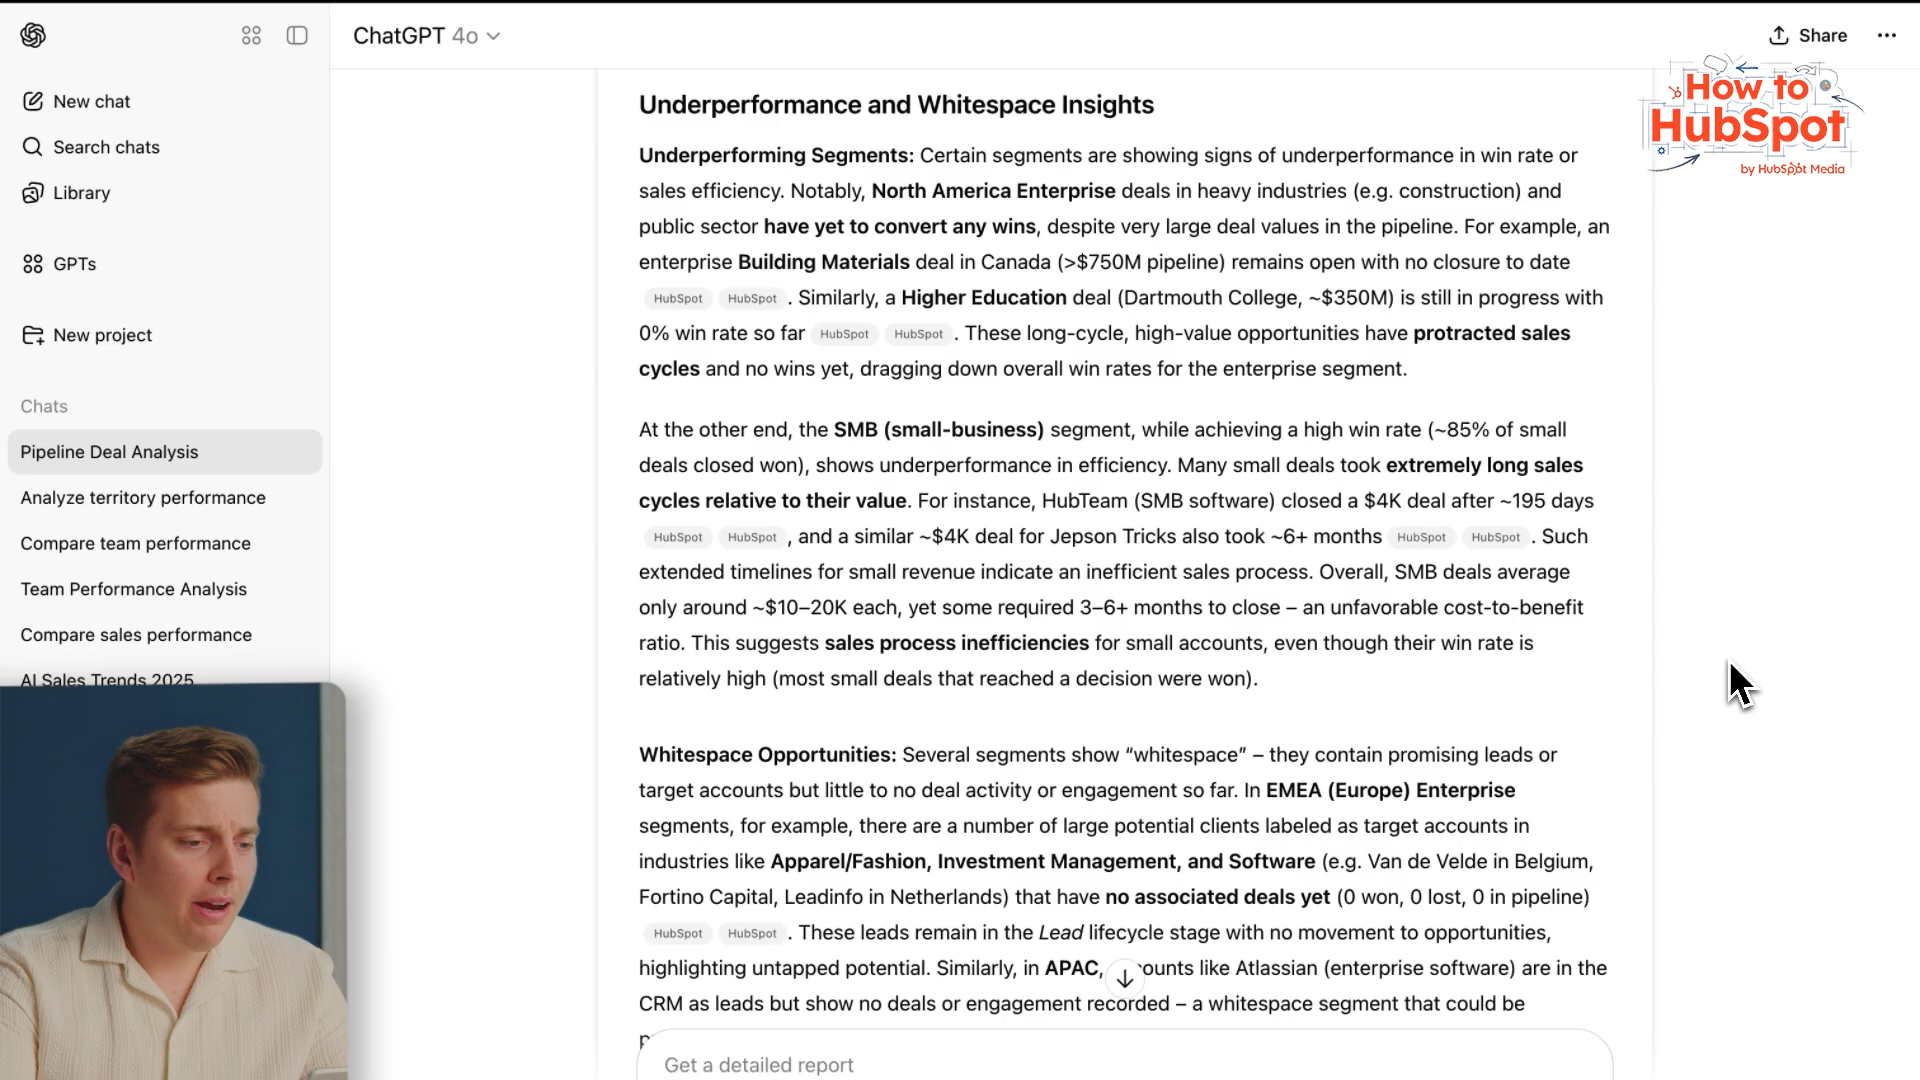 ChatGPT 4o
Share
New chat
Search chats
Library
GPTs
New project
Chats
Pipeline Deal Analysis
Analyze territory performance
Compare team performance
Team Performance Analysis
Compare sales performance
AI Sales Trends 2025
How to
HubSpot
by HubSpot Media
Underperformance and Whitespace Insights
Underperforming Segments: Certain segments are showing signs of underperformance in win rate or
sales efficiency. Notably, North America Enterprise deals in heavy industries (e.g. construction) and
public sector have yet to convert any wins, despite very large deal values in the pipeline. For example, an
enterprise Building Materials deal in Canada (>$750M pipeline) remains open with no closure to date
HubSpot HubSpot . Similarly, a Higher Education deal (Dartmouth College, ~$350M) is still in progress with
0% win rate so far HubSpot HubSpot . These long-cycle, high-value opportunities have protracted sales
cycles and no wins yet, dragging down overall win rates for the enterprise segment.
At the other end, the SMB (small-business) segment, while achieving a high win rate (~85% of small
deals closed won), shows underperformance in efficiency. Many small deals took extremely long sales
cycles relative to their value. For instance, HubTeam (SMB software) closed a $4K deal after ~195 days
HubSpot HubSpot , and a similar ~$4K deal for Jepson Tricks also took ~6+ months HubSpot HubSpot . Such
extended timelines for small revenue indicate an inefficient sales process. Overall, SMB deals average
only around ~$10–20K each, yet some required 3–6+ months to close – an unfavorable cost-to-benefit
ratio. This suggests sales process inefficiencies for small accounts, even though their win rate is
relatively high (most small deals that reached a decision were won).
Whitespace Opportunities: Several segments show “whitespace” – they contain promising leads or
target accounts but little to no deal activity or engagement so far. In EMEA (Europe) Enterprise
segments, for example, there are a number of large potential clients labeled as target accounts in
industries like Apparel/Fashion, Investment Management, and Software (e.g. Van de Velde in Belgium,
Fortino Capital, Leadinfo in Netherlands) that have no associated deals yet (0 won, 0 lost, 0 in pipeline)
HubSpot HubSpot . These leads remain in the Lead lifecycle stage with no movement to opportunities,
highlighting untapped potential. Similarly, in APAC, ounts like Atlassian (enterprise software) are in the
CRM as leads but show no deals or engagement recorded – a whitespace segment that could be
Get a detailed report